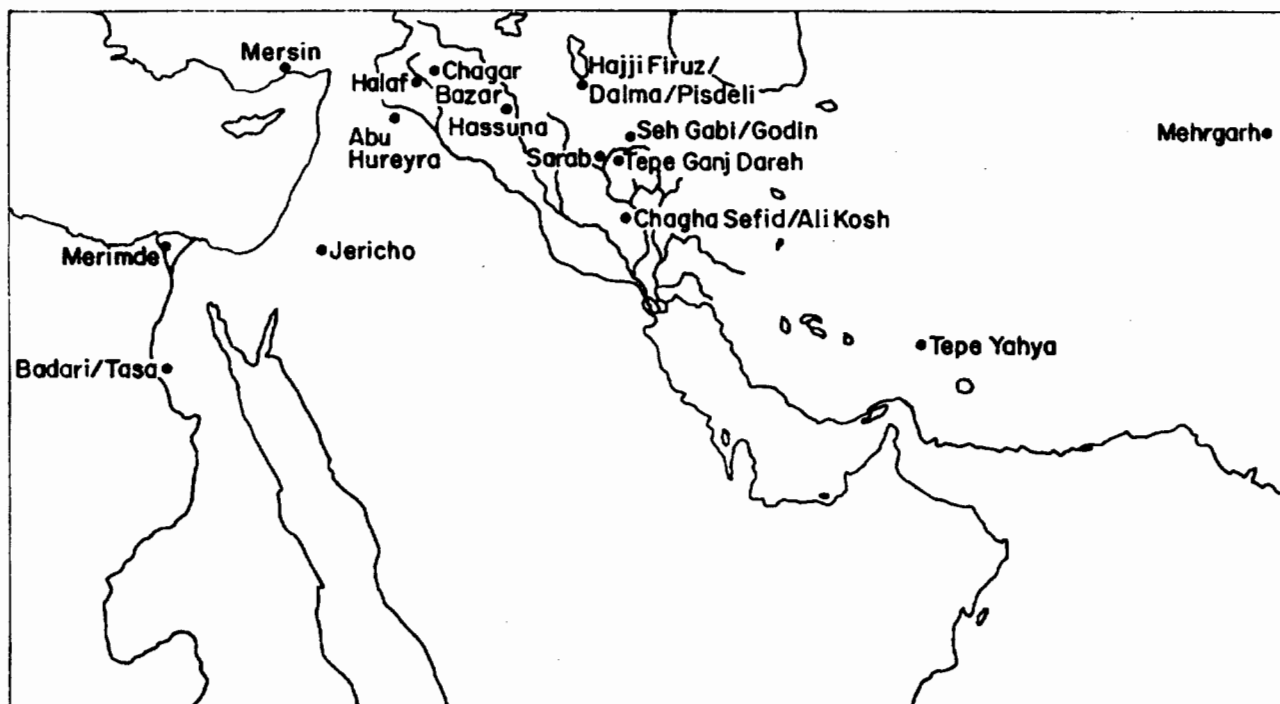 Mersin
Halaf
Chagar
Bazar
Hajji Firuz/
Dalma/Pisdeli
Abu
Hureyra
Hassuna
Seh Gabi/Godin
Mehrgarh
Sarab
Tepe Ganj Dareh
Chagha Sefid/Ali Kosh
Merimde
Jericho
Tepe Yahya
Badari/Tasa